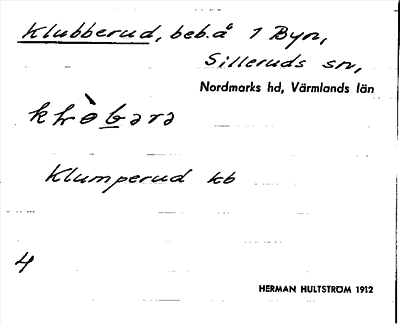 Klubberud, beb. å 1 Byn,
Silleruds sn,
Nordmarks hd, Värmlands län
Klumperud kb
4
HERMAN HULTSTRÖM 1912